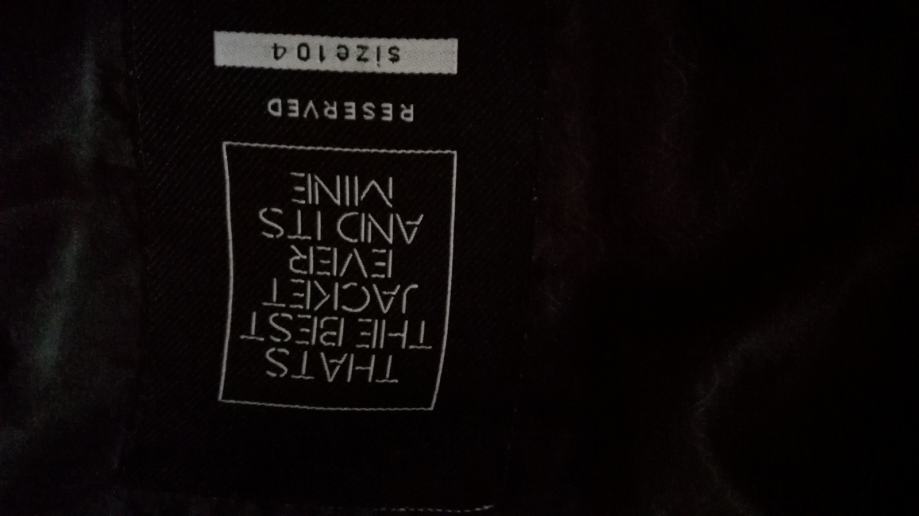 THATS
THE BEST
JACKET
EVER
AND ITS
MINE
RESERVED
size104